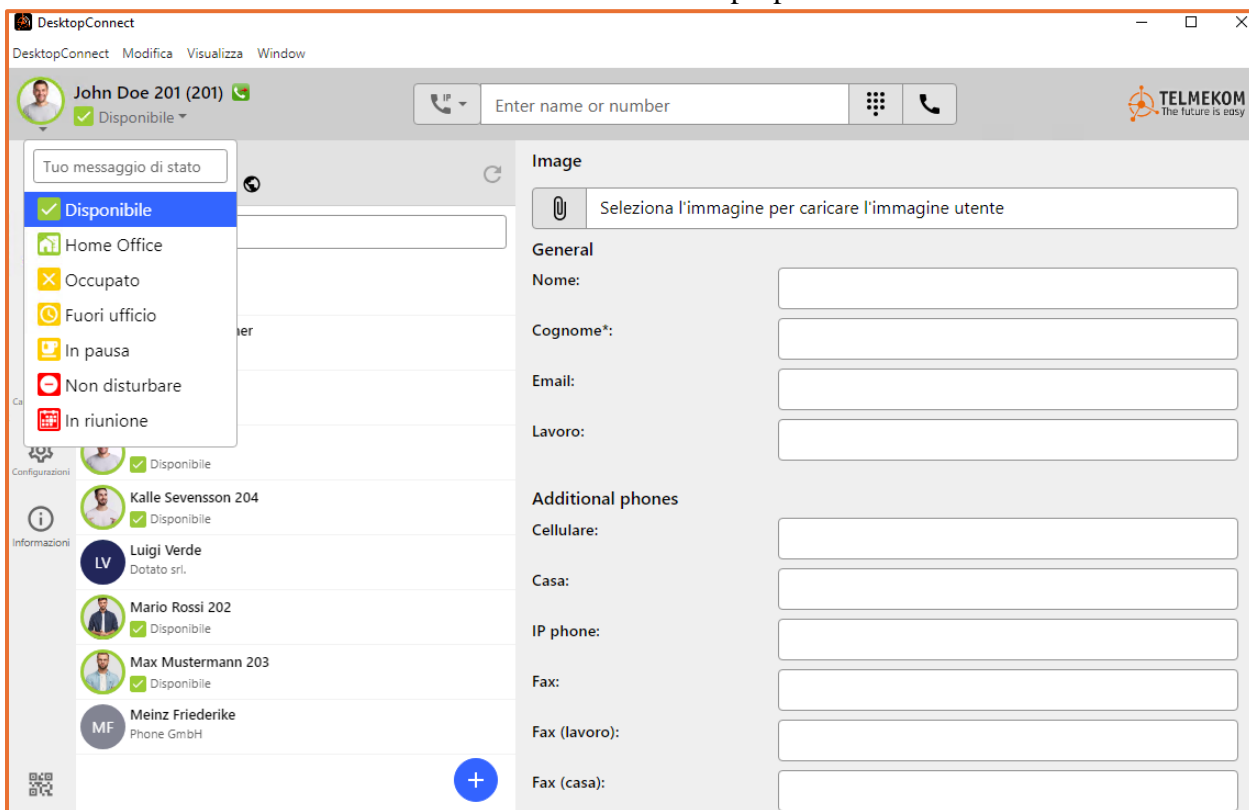 DesktopConnect
DesktopConnect Modifica Visualizza Window
John Doe 201 (201)
Disponibile
IP
Enter name or number
TELMEKOM
The future is easy
Tuo messaggio di stato
Disponibile
Home Office
Occupato
Fuori ufficio
In pausa
Non disturbare
In riunione
Configurazioni
Informazioni
Disponibile
Kalle Sevensson 204
Disponibile
LV
Luigi Verde
Dotato srl.
Mario Rossi 202
Disponibile
Max Mustermann 203
Disponibile
MF
Meinz Friederike
Phone GmbH
Image
Seleziona l'immagine per caricare l'immagine utente
General
Nome:
Cognome*:
Email:
Lavoro:
Additional phones
Cellulare:
Casa:
IP phone:
Fax:
Fax (lavoro):
Fax (casa):